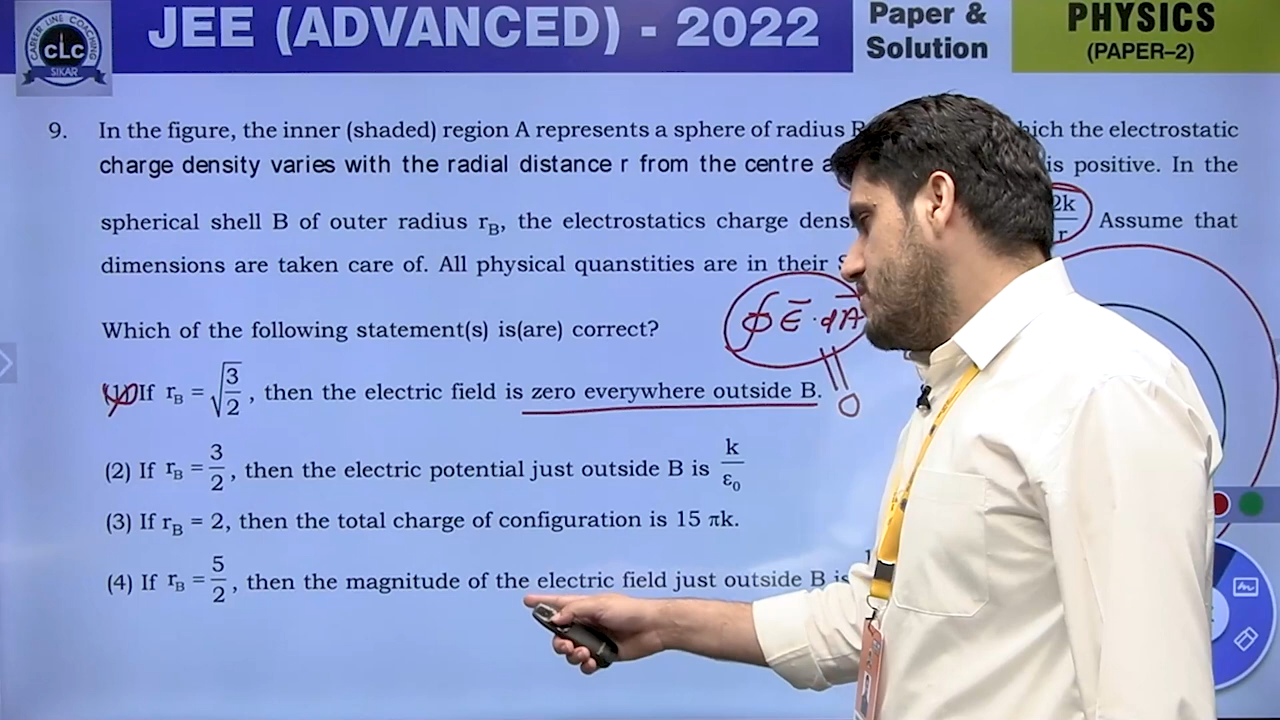 CAREER LINE COACHING
CLC
SIKAR
JEE (ADVANCED) - 2022
Paper &
Solution
PHYSICS
(PAPER–2)
9. In the figure, the inner (shaded) region A represents a sphere of radius which the electrostatic
charge density varies with the radial distance r from the centre is positive. In the
spherical shell B of outer radius r_B, the electrostatics charge 2k/r Assume that
dimensions are taken care of. All physical quanstities are in their
Which of the following statement(s) is(are) correct?
∮ E̅ · dA̅
||
0
(1) If r_B = √(3/2), then the electric field is zero everywhere outside B.
(2) If r_B = 3/2, then the electric potential just outside B is k/ε₀
(3) If r_B = 2, then the total charge of configuration is 15 πk.
(4) If r_B = 5/2, then the magnitude of the electric field just outside B is